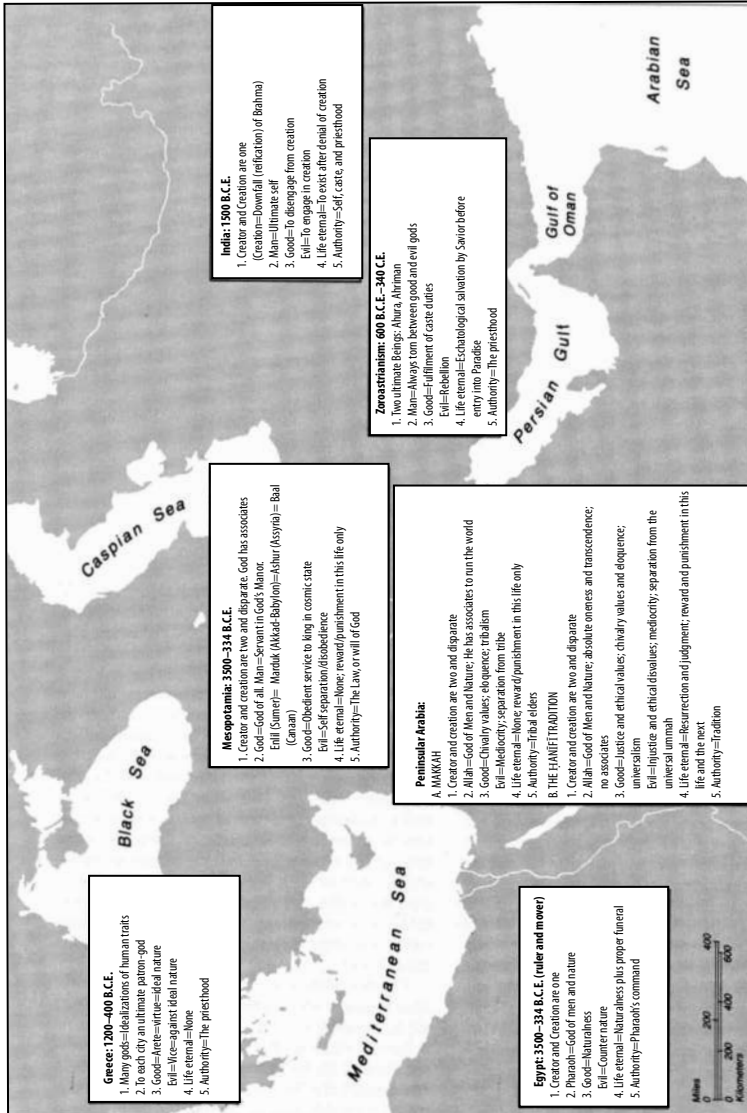 Greece: 1200–400 B.C.E.
1. Many gods=Idealizations of human traits
2. To each city an ultimate patron-god
3. Good=Arete=virtue=ideal nature
Evil=Vice=against ideal nature
4. Life eternal=None
5. Authority=The priesthood
Black Sea
Mesopotamia: 3500–334 B.C.E.
1. Creator and creation are two and disparate. God has associates
2. God=God of all. Man=Servant in God's Manor.
Enlil (Sumer)= Marduk (Akkad-Babylon)=Ashur (Assyria)= Baal
(Canaan)
3. Good=Obedient service to king in cosmic state
Evil=Self separation/disobedience
4. Life eternal=None; reward/punishment in this life only
5. Authority=The Law, or will of God
Caspian Sea
India: 1500 B.C.E.
1. Creator and Creation are one
(Creation=Downfall (reification) of Brahma)
2. Man=Ultimate self
3. Good=To disengage from creation
Evil=To engage in creation
4. Life eternal=To exist after denial of creation
5. Authority=Self, caste, and priesthood
Mediterranean Sea
Egypt: 3500–334 B.C.E. (ruler and mover)
1. Creator and Creation are one
2. Pharaoh=God of men and nature
3. Good=Naturalness
Evil=Counter nature
4. Life eternal=Naturalness plus proper funeral
5. Authority=Pharaoh's command
Peninsular Arabia:
A. MAKKAH
1. Creator and creation are two and disparate
2. Allah=God of Men and Nature; He has associates to run the world
3. Good=Chivalry values; eloquence; tribalism
Evil=Mediocrity; separation from tribe
4. Life eternal=None; reward/punishment in this life only
5. Authority=Tribal elders
B. THE ḤANĪFĪ TRADITION
1. Creator and creation are two and disparate
2. Allah=God of Men and Nature; absolute oneness and transcendence;
no associates
3. Good=Justice and ethical values; chivalry values and eloquence;
universalism
Evil=Injustice and ethical disvalues; mediocrity; separation from the
universal ummah
4. Life eternal=Resurrection and judgment; reward and punishment in this
life and the next
5. Authority=Tradition
Zoroastrianism: 600 B.C.E.–340 C.E.
1. Two ultimate Beings: Ahura, Ahriman
2. Man=Always torn between good and evil gods
3. Good=Fulfilment of caste duties
Evil=Rebellion
4. Life eternal=Eschatological salvation by Savior before
entry into Paradise
5. Authority=The priesthood
Persian Gulf
Gulf of
Oman
Arabian
Sea
Miles
0 200 400
0 200 400 600
Kilometers